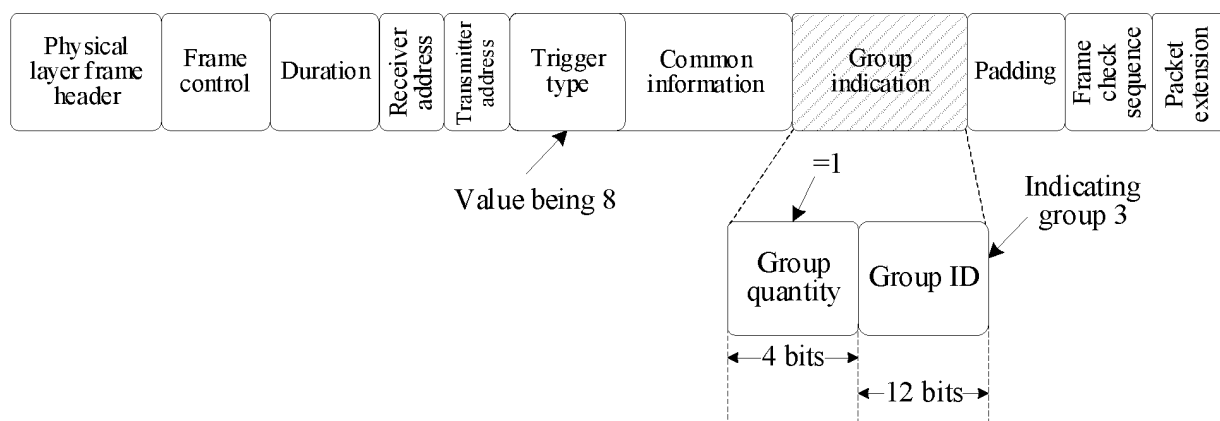 Physical
layer frame
header
Frame
control
Duration
Receiver
address
Transmitter
address
Trigger
type
Common
information
Group
indication
Padding
Frame
check
sequence
Packet
extension
Value being 8
=1
Indicating
group 3
Group
quantity
Group ID
4 bits
12 bits